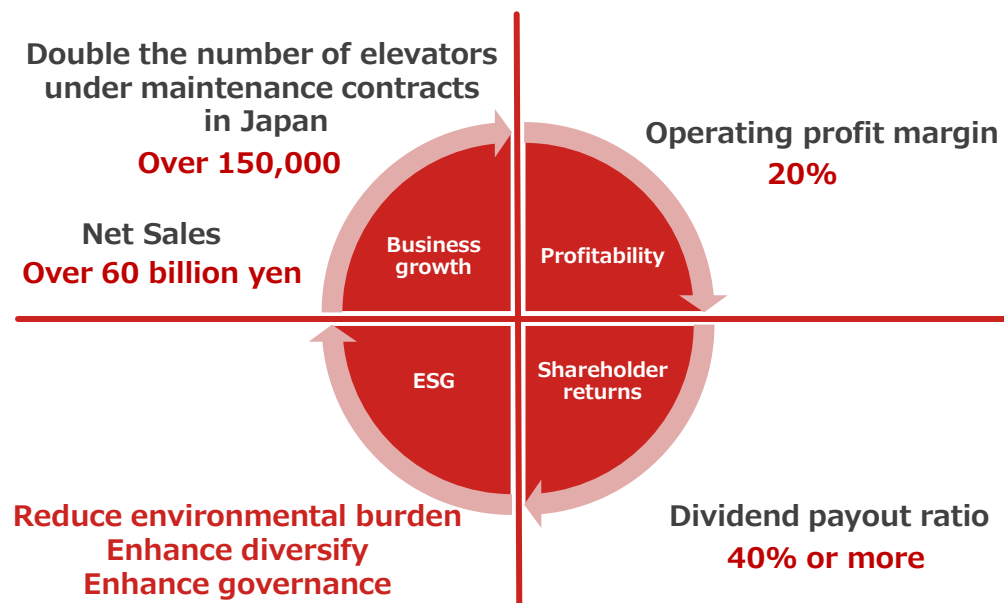 Double the number of elevators
under maintenance contracts
in Japan
Over 150,000
Net Sales
Over 60 billion yen
Business
growth
Profitability
Operating profit margin
20%
ESG
Shareholder
returns
Reduce environmental burden
Enhance diversify
Enhance governance
Dividend payout ratio
40% or more